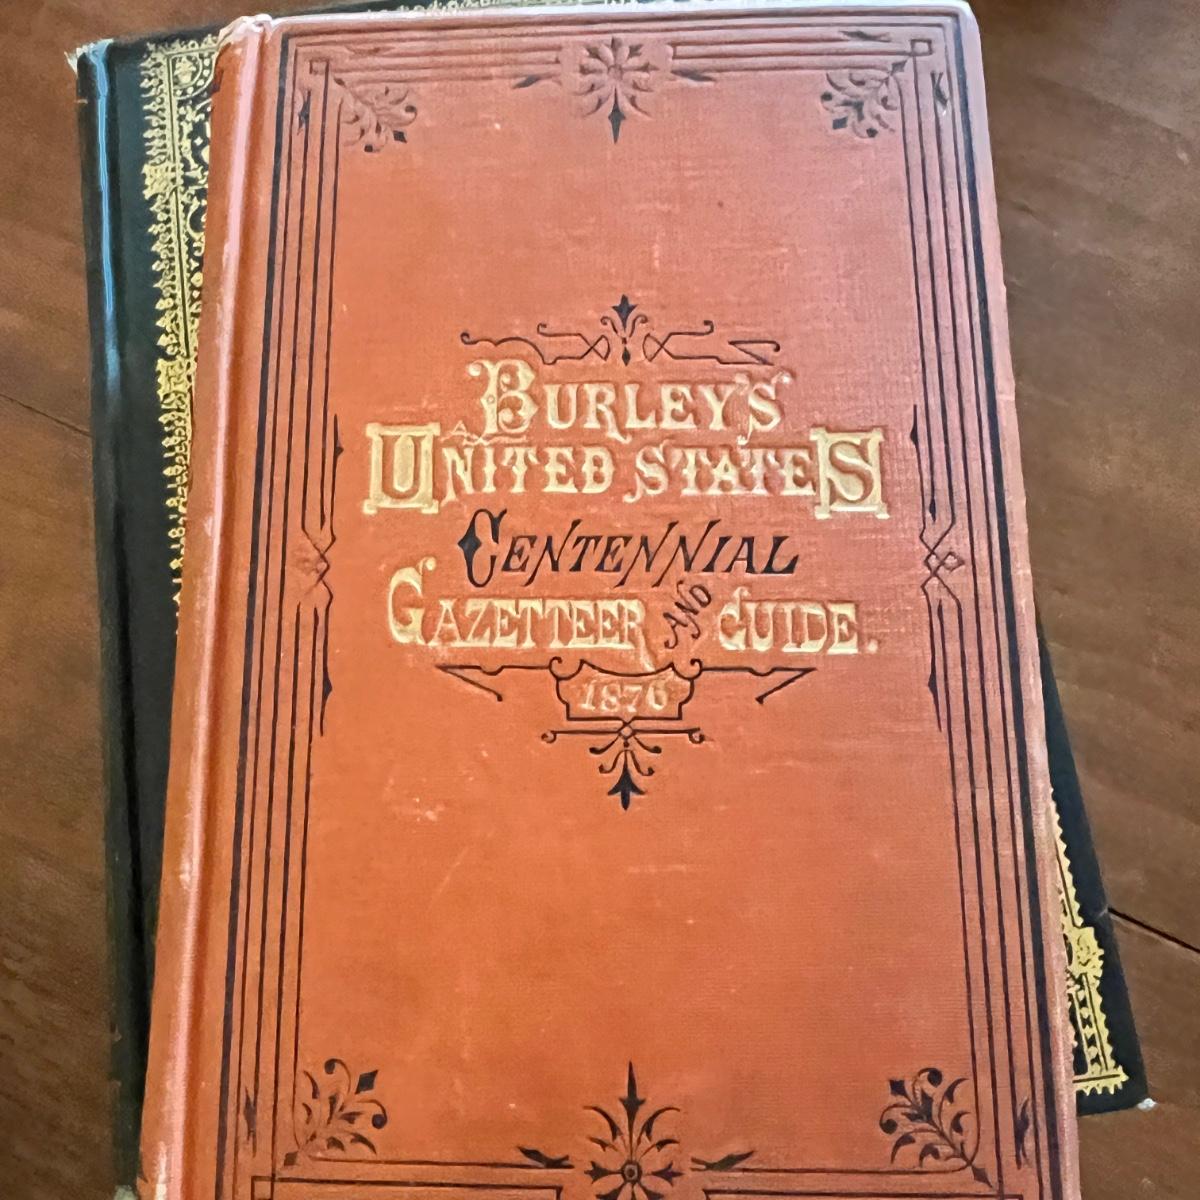 BURLEY'S
UNITED STATES
CENTENNIAL
GAZETTEER AND GUIDE.
1876